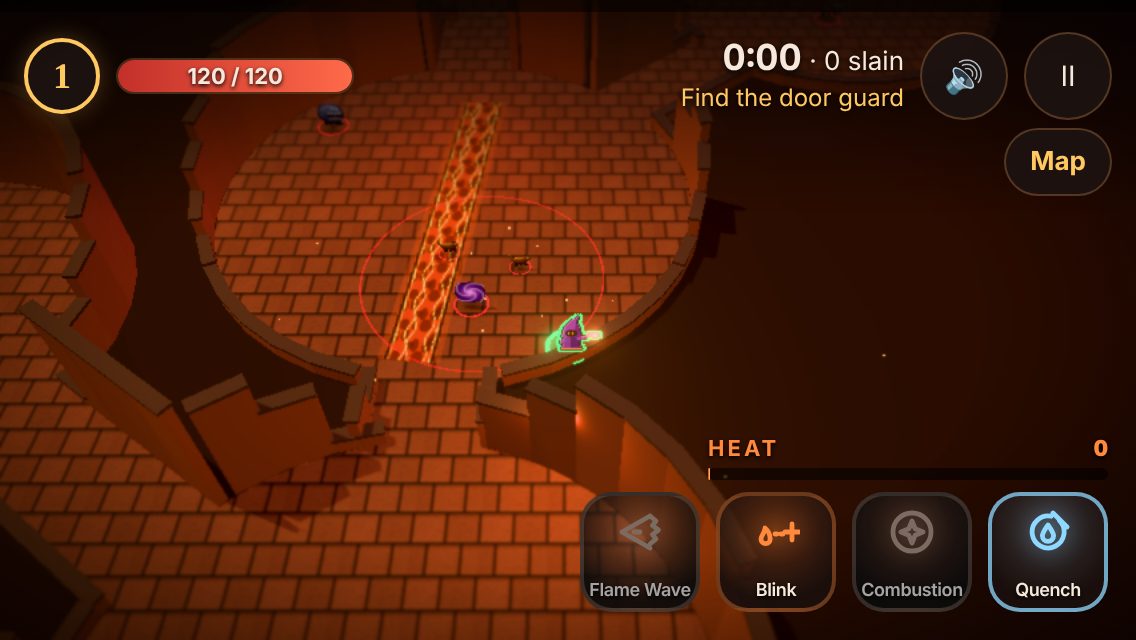 1
120 / 120
0:00 · 0 slain
Find the door guard
Map
HEAT 0
Flame Wave
Blink
Combustion
Quench